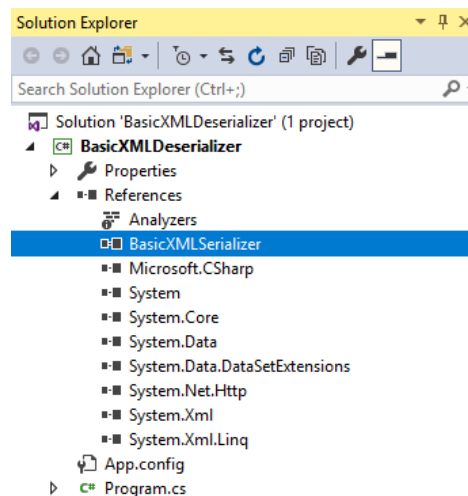 Solution Explorer
Search Solution Explorer (Ctrl+;)
Solution 'BasicXMLDeserializer' (1 project)
C# BasicXMLDeserializer
Properties
References
Analyzers
BasicXMLSerializer
Microsoft.CSharp
System
System.Core
System.Data
System.Data.DataSetExtensions
System.Net.Http
System.Xml
System.Xml.Linq
App.config
C# Program.cs